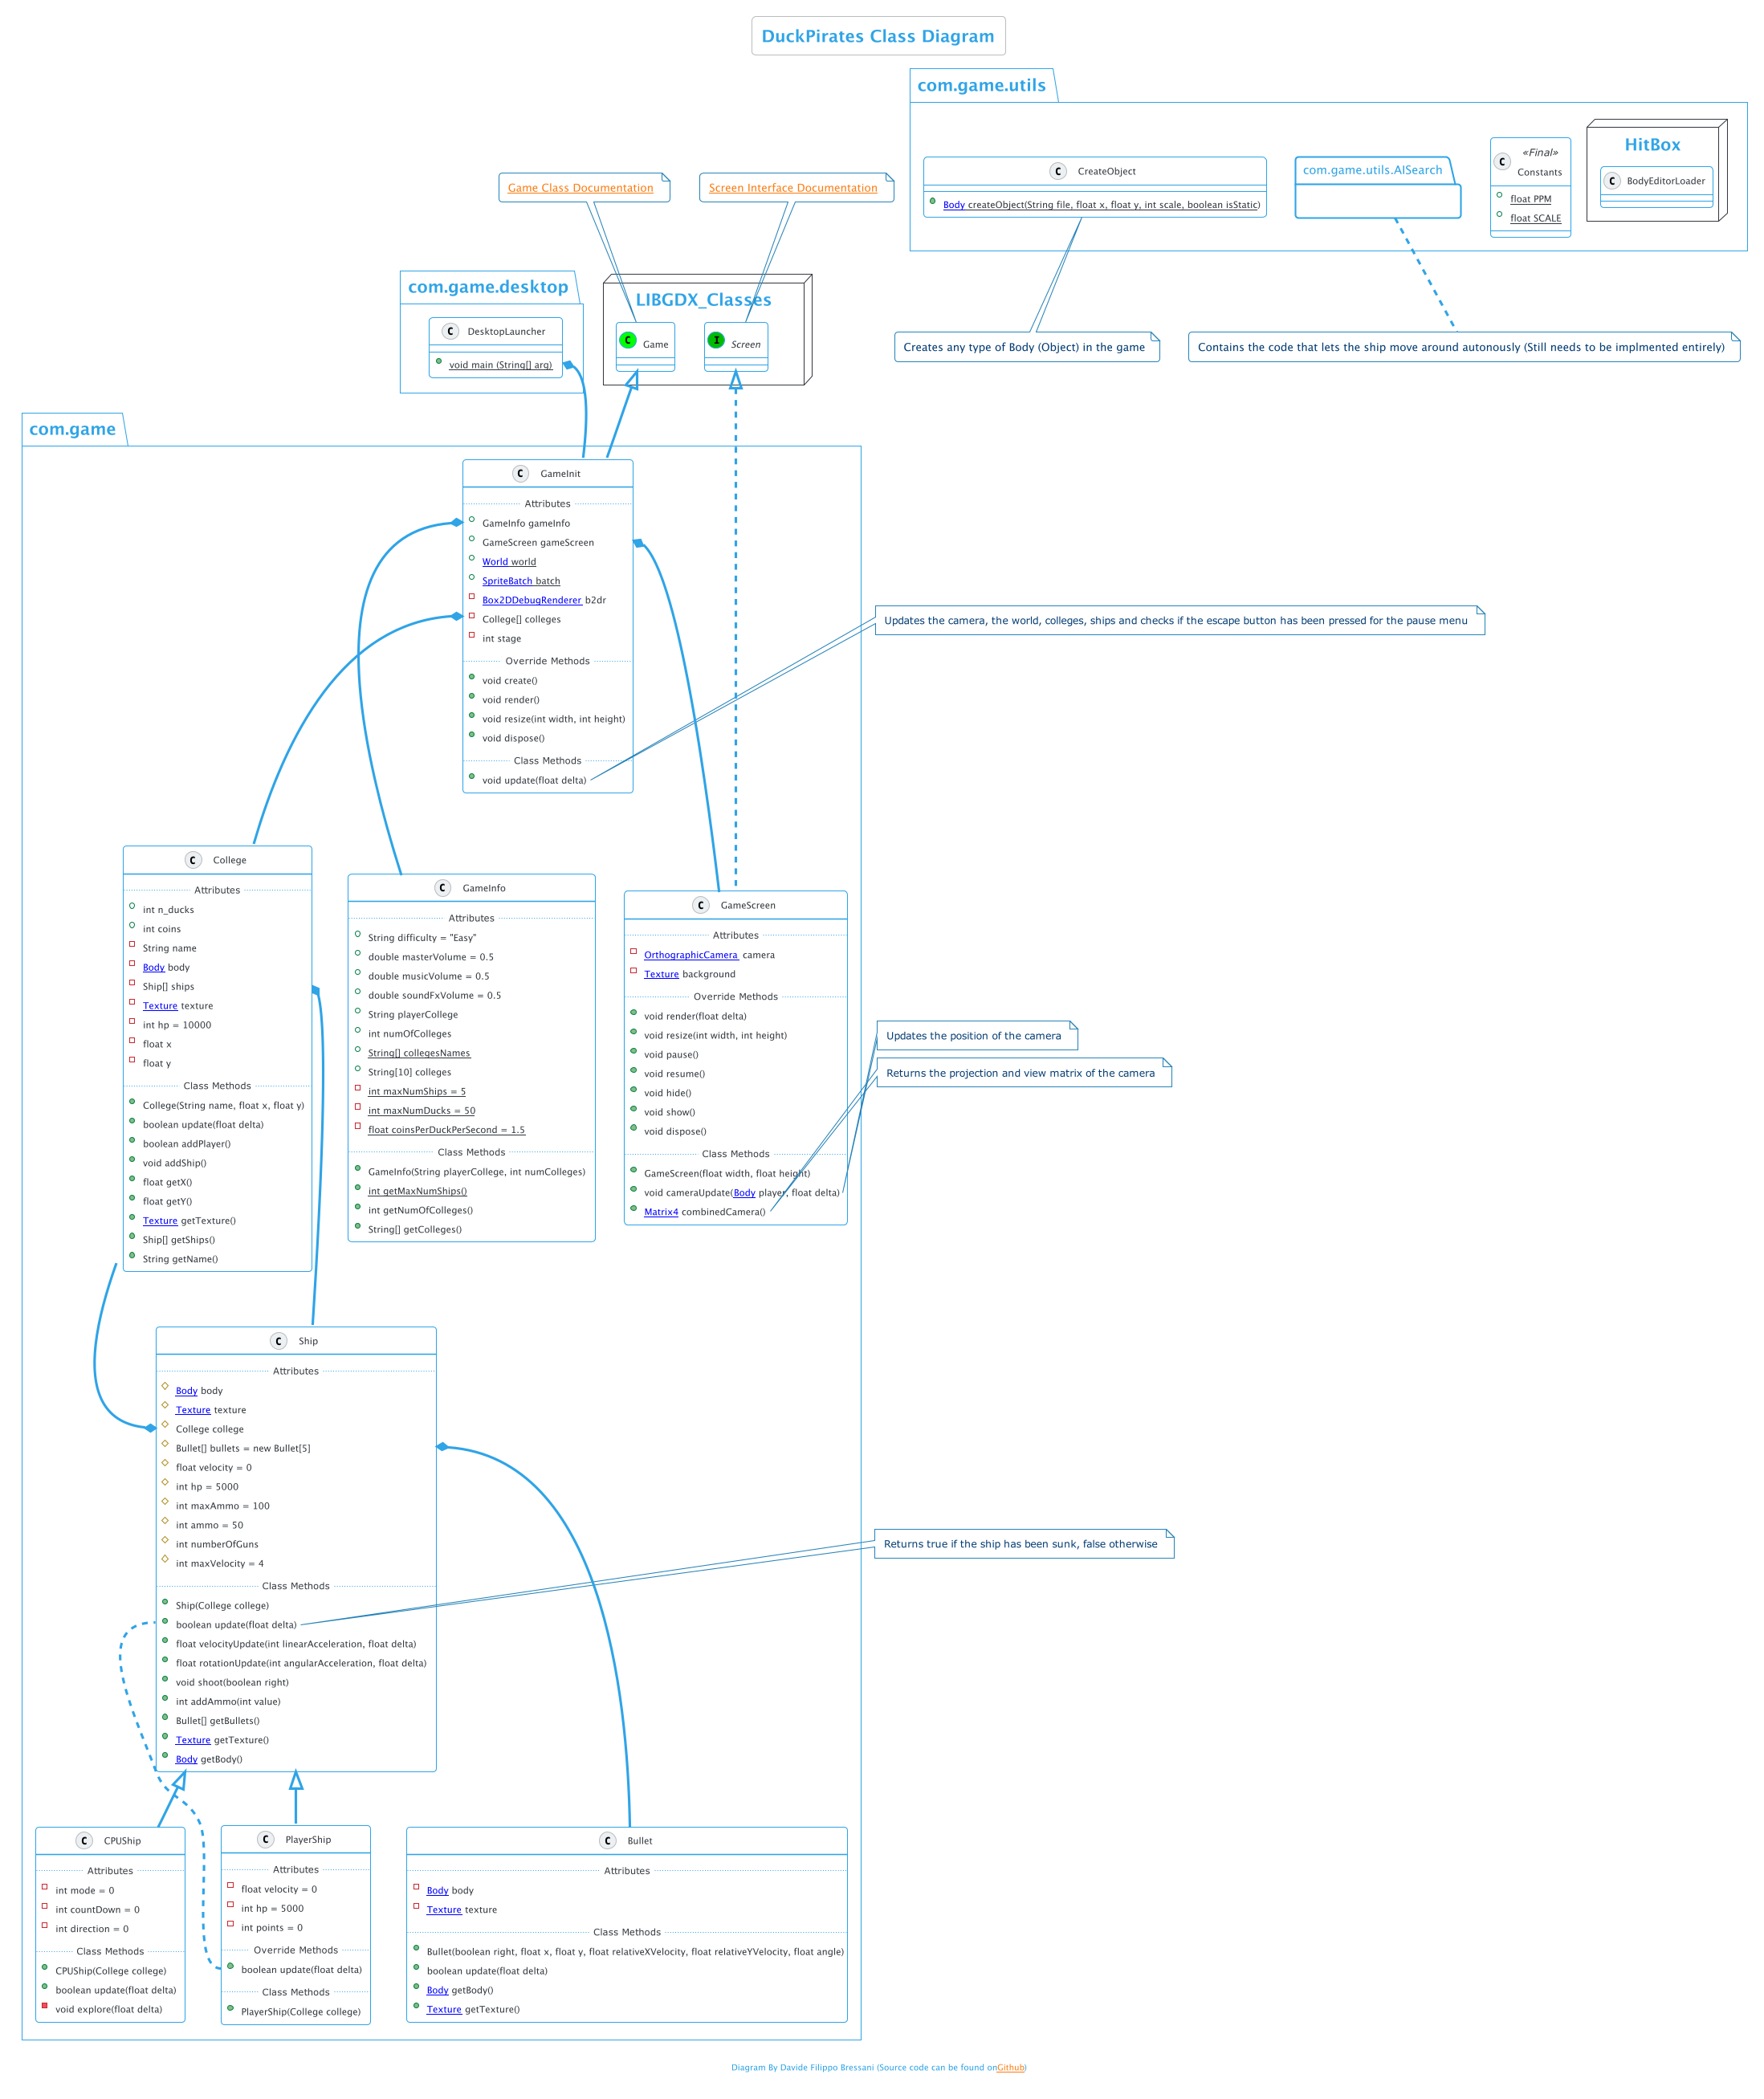 DuckPirates Class Diagram
com.game.utils
CreateObject
Body createObject(String file, float x, float y, int scale, boolean isStatic)
com.game.utils.AISearch
«Final»
Constants
float PPM
float SCALE
HitBox
BodyEditorLoader
Game Class Documentation
Screen Interface Documentation
com.game.desktop
DesktopLauncher
void main (String[] arg)
LIBGDX_Classes
Game
Screen
Creates any type of Body (Object) in the game
Contains the code that lets the ship move around autonously (Still needs to be implmented entirely)
com.game
GameInit
Attributes
GameInfo gameInfo
GameScreen gameScreen
World world
SpriteBatch batch
Box2DDebugRenderer b2dr
College[] colleges
int stage
Override Methods
void create()
void render()
void resize(int width, int height)
void dispose()
Class Methods
void update(float delta)
Updates the camera, the world, colleges, ships and checks if the escape button has been pressed for the pause menu
College
Attributes
int n_ducks
int coins
String name
Body body
Ship[] ships
Texture texture
int hp = 10000
float x
float y
Class Methods
College(String name, float x, float y)
boolean update(float delta)
boolean addPlayer()
void addShip()
float getX()
float getY()
Texture getTexture()
Ship[] getShips()
String getName()
GameInfo
Attributes
String difficulty = "Easy"
double masterVolume = 0.5
double musicVolume = 0.5
double soundFxVolume = 0.5
String playerCollege
int numOfColleges
String[] collegesNames
String[10] colleges
int maxNumShips = 5
int maxNumDucks = 50
float coinsPerDuckPerSecond = 1.5
Class Methods
GameInfo(String playerCollege, int numColleges)
int getMaxNumShips()
int getNumOfColleges()
String[] getColleges()
GameScreen
Attributes
OrthographicCamera camera
Texture background
Override Methods
void render(float delta)
void resize(int width, int height)
void pause()
void resume()
void hide()
void show()
void dispose()
Class Methods
GameScreen(float width, float height)
void cameraUpdate(Body player, float delta)
Matrix4 combinedCamera()
Updates the position of the camera
Returns the projection and view matrix of the camera
Ship
Attributes
Body body
Texture texture
College college
Bullet[] bullets = new Bullet[5]
float velocity = 0
int hp = 5000
int maxAmmo = 100
int ammo = 50
int numberOfGuns
int maxVelocity = 4
Class Methods
Ship(College college)
boolean update(float delta)
float velocityUpdate(int linearAcceleration, float delta)
float rotationUpdate(int angularAcceleration, float delta)
void shoot(boolean right)
int addAmmo(int value)
Bullet[] getBullets()
Texture getTexture()
Body getBody()
Returns true if the ship has been sunk, false otherwise
CPUShip
Attributes
int mode = 0
int countDown = 0
int direction = 0
Class Methods
CPUShip(College college)
boolean update(float delta)
void explore(float delta)
PlayerShip
Attributes
float velocity = 0
int hp = 5000
int points = 0
Override Methods
boolean update(float delta)
Class Methods
PlayerShip(College college)
Bullet
Attributes
Body body
Texture texture
Class Methods
Bullet(boolean right, float x, float y, float relativeXVelocity, float relativeYVelocity, float angle)
boolean update(float delta)
Body getBody()
Texture getTexture()
Diagram By Davide Filippo Bressani (Source code can be found onGithub)